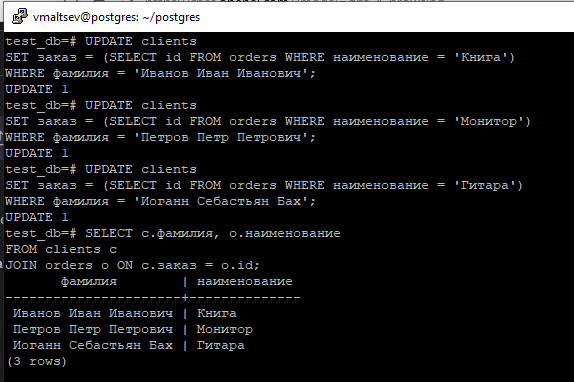 vmaltsev@postgres: ~/postgres
test_db=# UPDATE clients
SET заказ = (SELECT id FROM orders WHERE наименование = 'Книга')
WHERE фамилия = 'Иванов Иван Иванович';
UPDATE 1
test_db=# UPDATE clients
SET заказ = (SELECT id FROM orders WHERE наименование = 'Монитор')
WHERE фамилия = 'Петров Петр Петрович';
UPDATE 1
test_db=# UPDATE clients
SET заказ = (SELECT id FROM orders WHERE наименование = 'Гитара')
WHERE фамилия = 'Иоганн Себастьян Бах';
UPDATE 1
test_db=# SELECT c.фамилия, o.наименование
FROM clients c
JOIN orders o ON c.заказ = o.id;
       фамилия        | наименование
----------------------+--------------
 Иванов Иван Иванович | Книга
 Петров Петр Петрович | Монитор
 Иоганн Себастьян Бах | Гитара
(3 rows)